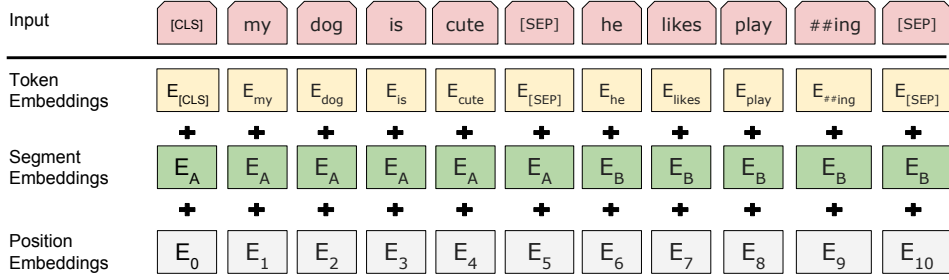 Input [CLS] my dog is cute [SEP] he likes play ##ing [SEP]
Token
Embeddings E[CLS] Emy Edog Eis Ecute E[SEP] Ehe Elikes Eplay E##ing E[SEP]
+ + + + + + + + + + +
Segment
Embeddings EA EA EA EA EA EA EB EB EB EB EB
+ + + + + + + + + + +
Position
Embeddings E0 E1 E2 E3 E4 E5 E6 E7 E8 E9 E10